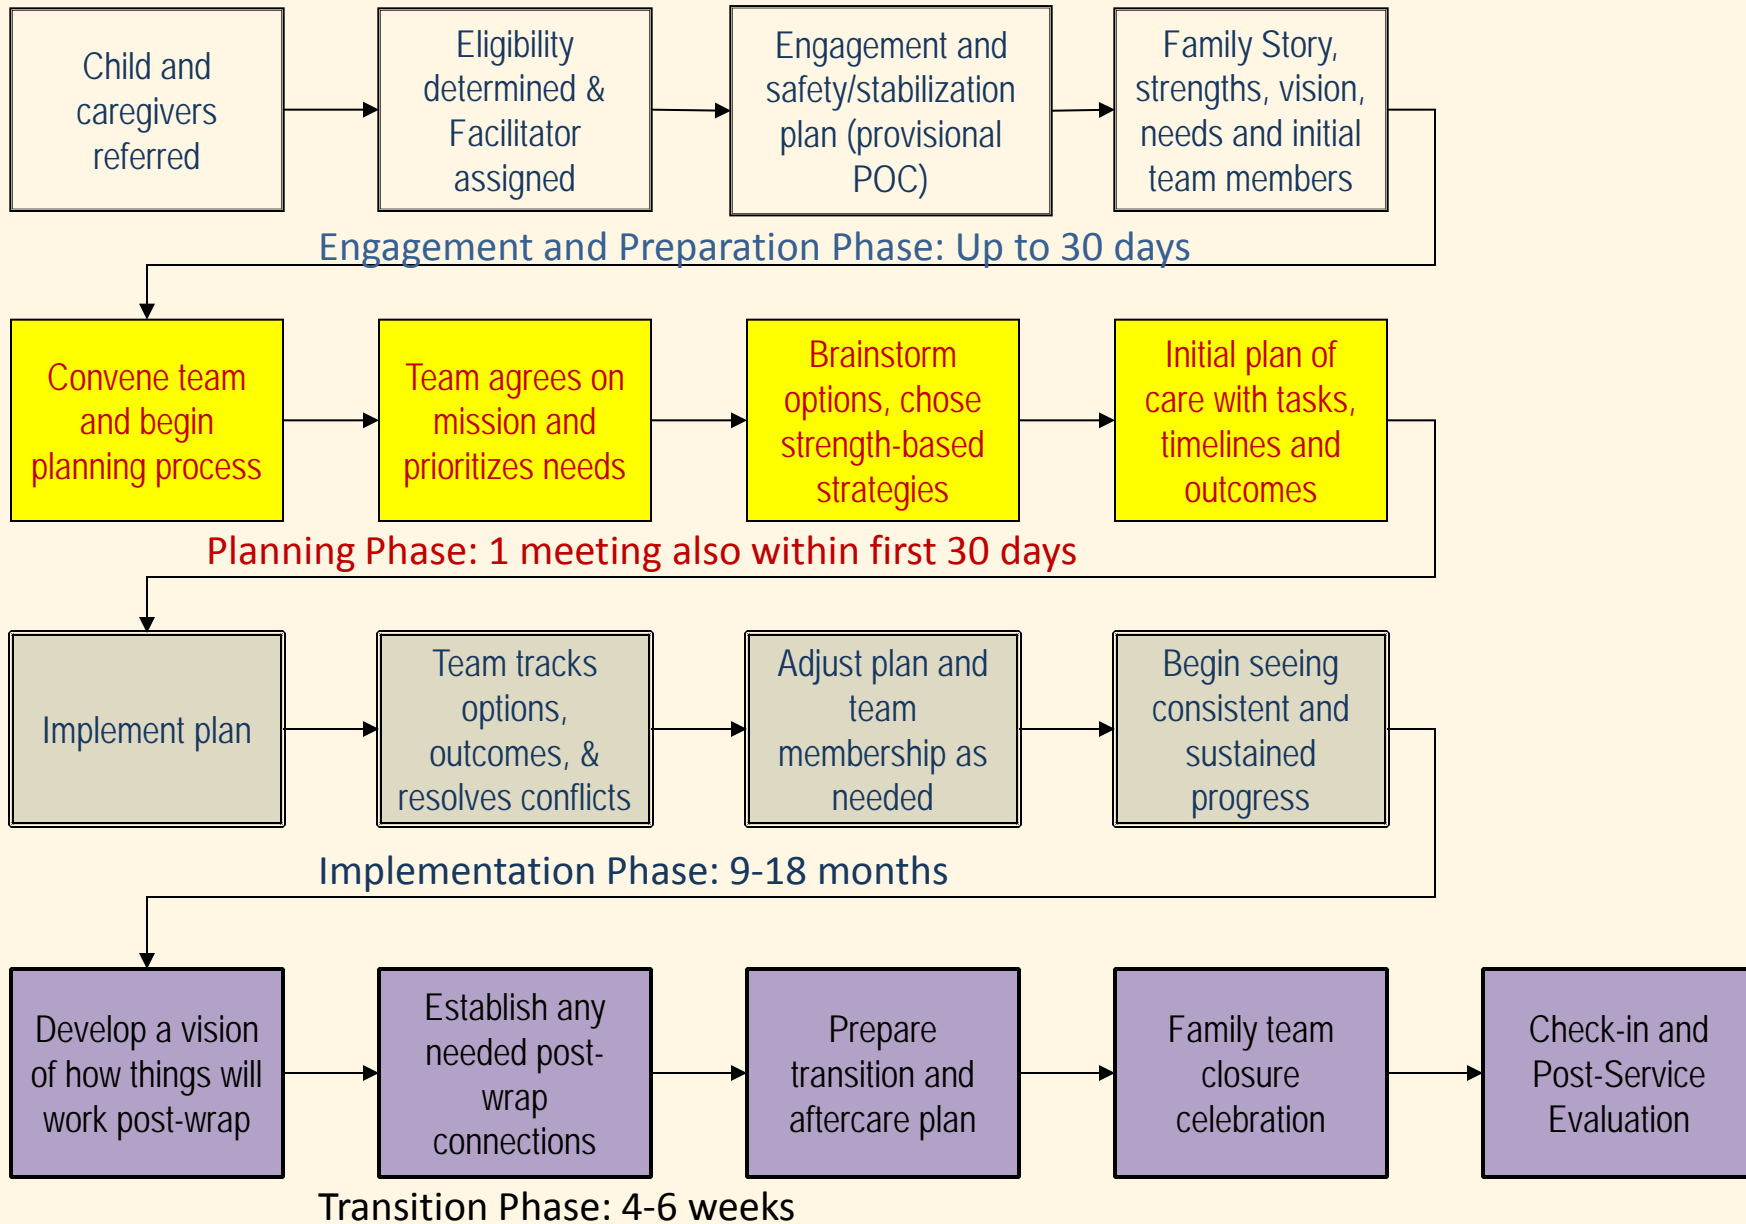 Child and
caregivers
referred
Eligibility
determined &
Facilitator
assigned
Engagement and
safety/stabilization
plan (provisional
POC)
Family Story,
strengths, vision,
needs and initial
team members
Engagement and Preparation Phase: Up to 30 days
Convene team
and begin
planning process
Team agrees on
mission and
prioritizes needs
Brainstorm
options, chose
strength-based
strategies
Initial plan of
care with tasks,
timelines and
outcomes
Planning Phase: 1 meeting also within first 30 days
Implement plan
Team tracks
options,
outcomes, &
resolves conflicts
Adjust plan and
team
membership as
needed
Begin seeing
consistent and
sustained
progress
Implementation Phase: 9-18 months
Develop a vision
of how things will
work post-wrap
Establish any
needed post-
wrap
connections
Prepare
transition and
aftercare plan
Family team
closure
celebration
Check-in and
Post-Service
Evaluation
Transition Phase: 4-6 weeks